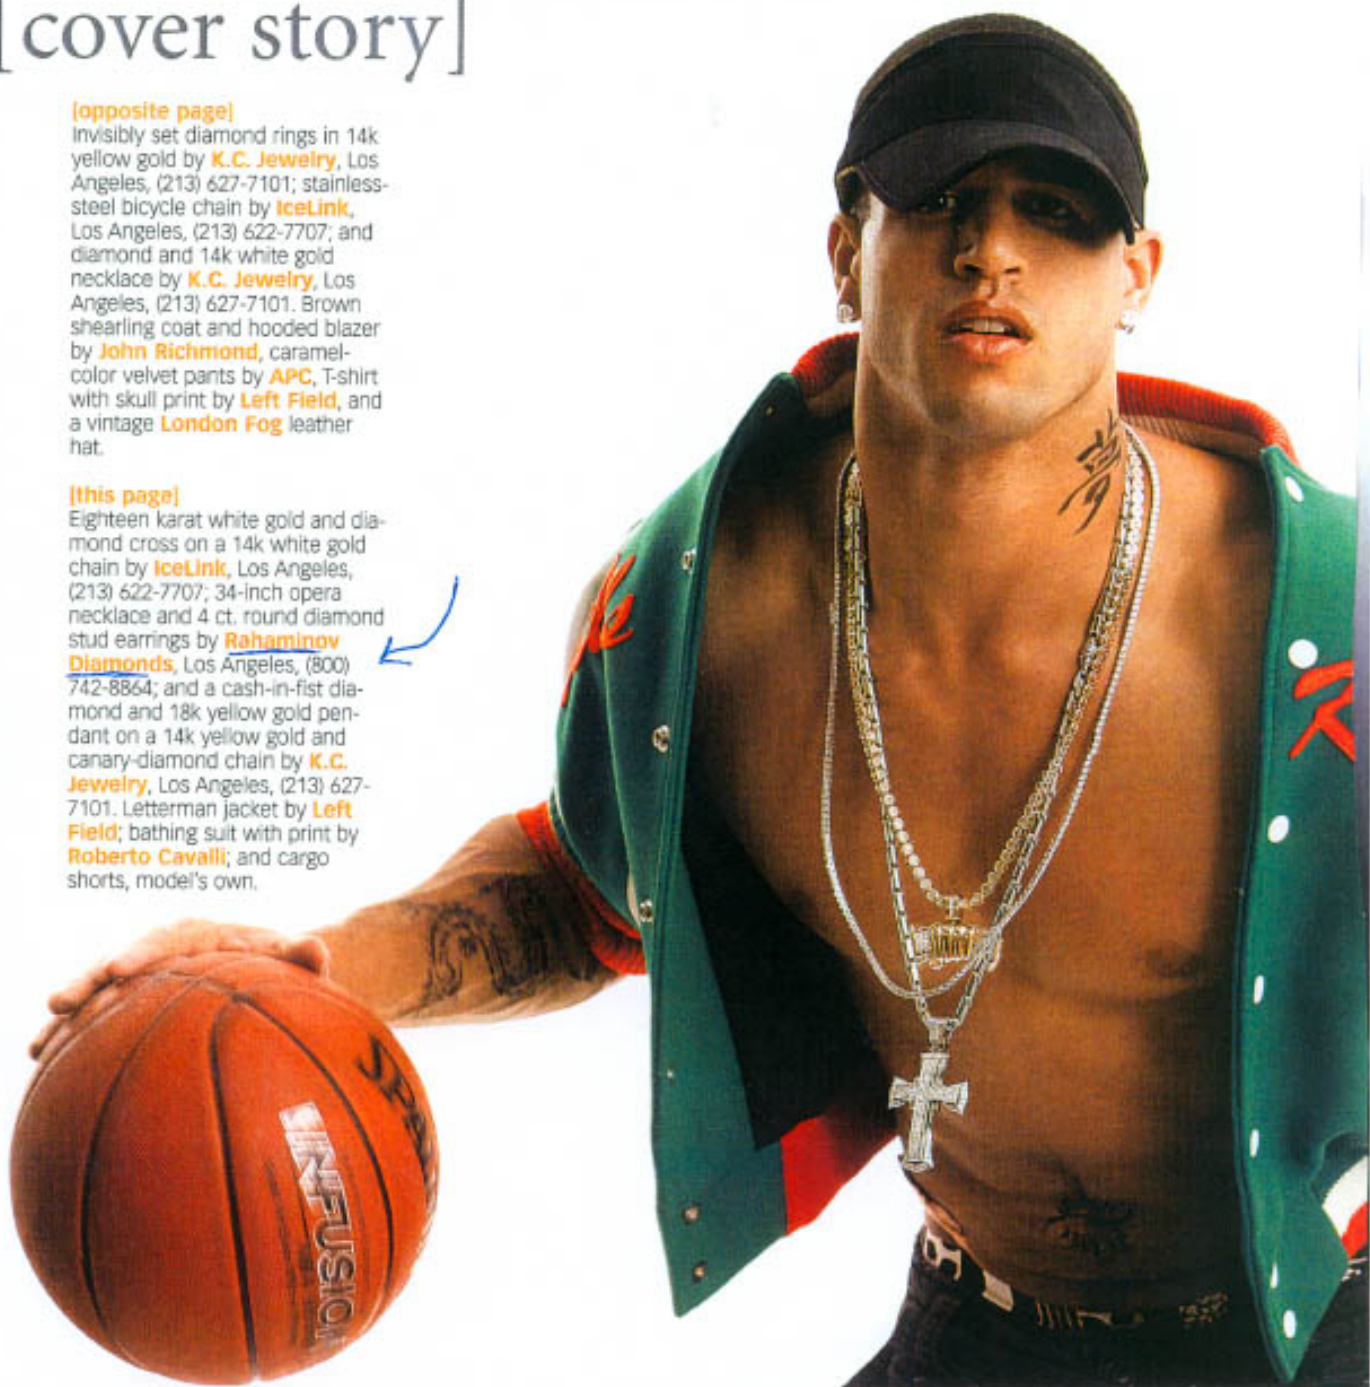 [cover story]
[opposite page]
Invisibly set diamond rings in 14k
yellow gold by K.C. Jewelry, Los
Angeles, (213) 627-7101; stainless-
steel bicycle chain by IceLink,
Los Angeles, (213) 622-7707; and
diamond and 14k white gold
necklace by K.C. Jewelry, Los
Angeles, (213) 627-7101. Brown
shearling coat and hooded blazer
by John Richmond, caramel-
color velvet pants by APC, T-shirt
with skull print by Left Field, and
a vintage London Fog leather
hat.
[this page]
Eighteen karat white gold and dia-
mond cross on a 14k white gold
chain by IceLink, Los Angeles,
(213) 622-7707; 34-inch opera
necklace and 4 ct. round diamond
stud earrings by Rahaminov
Diamonds, Los Angeles, (800)
742-8864; and a cash-in-fist dia-
mond and 18k yellow gold pen-
dant on a 14k yellow gold and
canary-diamond chain by K.C.
Jewelry, Los Angeles, (213) 627-
7101. Letterman jacket by Left
Field; bathing suit with print by
Roberto Cavalli; and cargo
shorts, model's own.
INFUSION